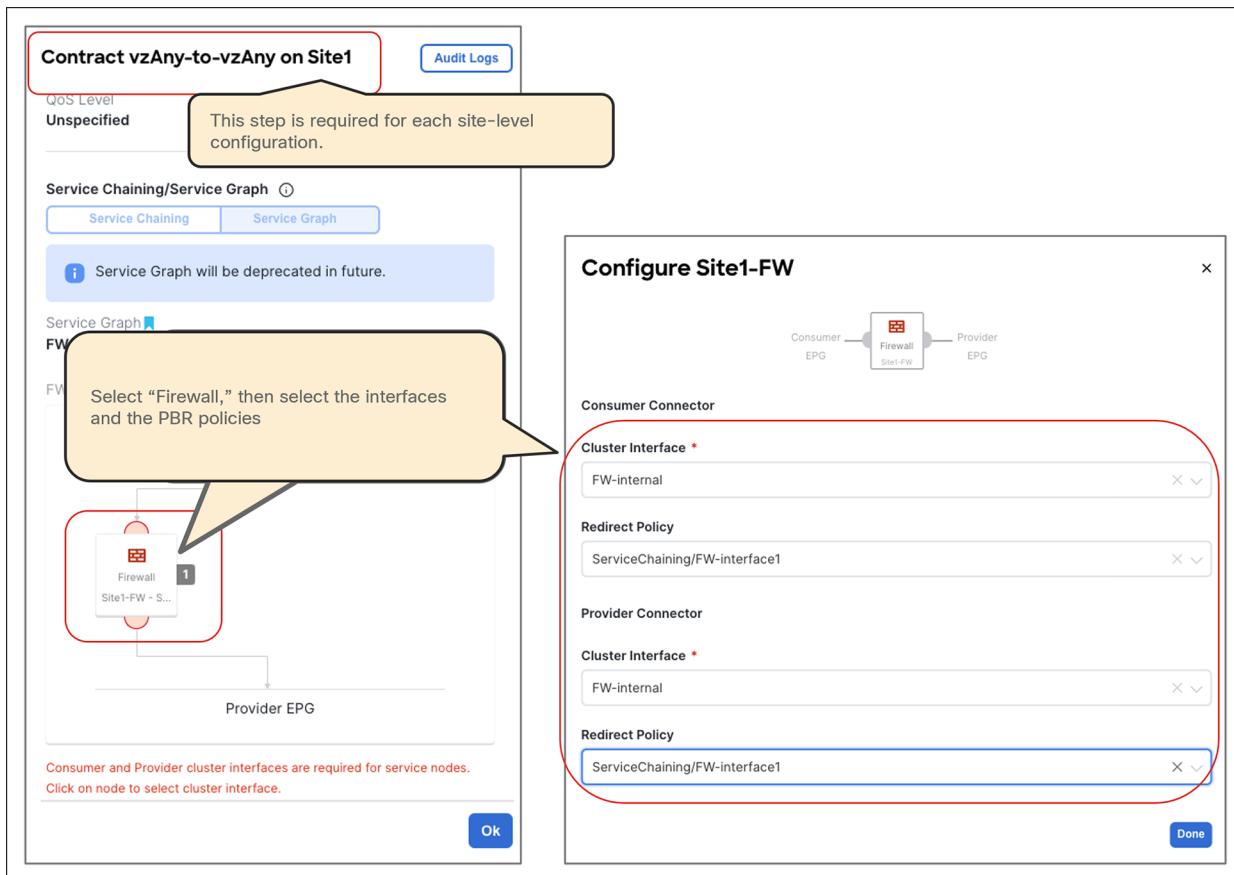 Contract vzAny-to-vzAny on Site1
Audit Logs
QoS Level
Unspecified
This step is required for each site-level
configuration.
Service Chaining/Service Graph
Service Chaining
Service Graph
Service Graph will be deprecated in future.
Service Graph
FW
FW
Select “Firewall,” then select the interfaces
and the PBR policies
Firewall
1
Site1-FW - S...
Provider EPG
Consumer and Provider cluster interfaces are required for service nodes.
Click on node to select cluster interface.
Ok
Configure Site1-FW
Consumer
EPG
Firewall
Site1-FW
Provider
EPG
Consumer Connector
Cluster Interface *
FW-internal
Redirect Policy
ServiceChaining/FW-interface1
Provider Connector
Cluster Interface *
FW-internal
Redirect Policy
ServiceChaining/FW-interface1
Done